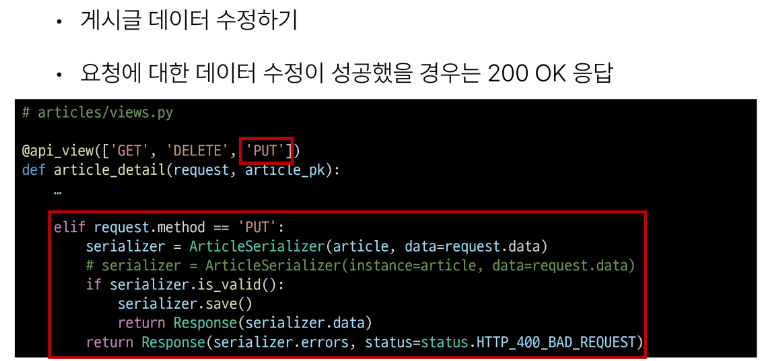 • 게시글 데이터 수정하기
• 요청에 대한 데이터 수정이 성공했을 경우는 200 OK 응답
# articles/views.py
@api_view(['GET', 'DELETE', 'PUT'])
def article_detail(request, article_pk):
    …
    elif request.method == 'PUT':
        serializer = ArticleSerializer(article, data=request.data)
        # serializer = ArticleSerializer(instance=article, data=request.data)
        if serializer.is_valid():
            serializer.save()
            return Response(serializer.data)
        return Response(serializer.errors, status=status.HTTP_400_BAD_REQUEST)